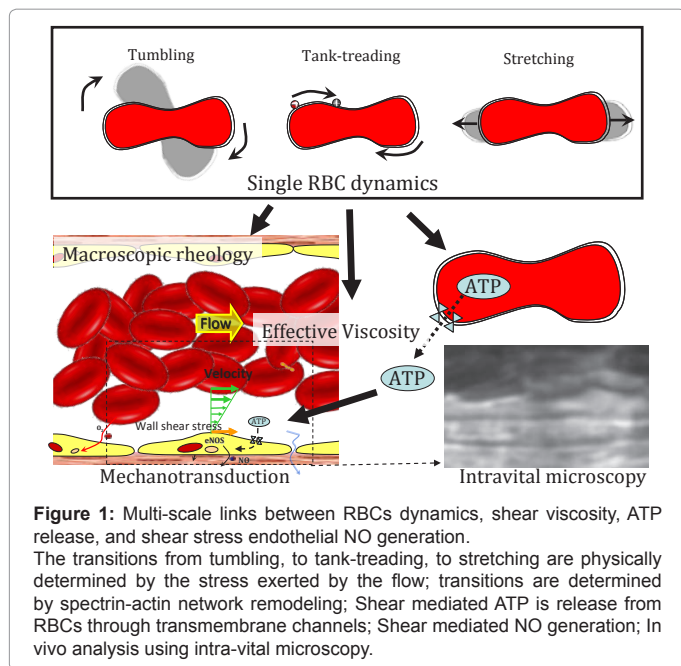 Tumbling
Tank-treading
Stretching
Single RBC dynamics
Macroscopic rheology
Flow
Effective Viscosity
Velocity
Wall shear stress
ATP
eNOS
NO
Mechanotransduction
ATP
ATP
Intravital microscopy
Figure 1: Multi-scale links between RBCs dynamics, shear viscosity, ATP
release, and shear stress endothelial NO generation.
The transitions from tumbling, to tank-treading, to stretching are physically
determined by the stress exerted by the flow; transitions are determined
by spectrin-actin network remodeling; Shear mediated ATP is release from
RBCs through transmembrane channels; Shear mediated NO generation; In
vivo analysis using intra-vital microscopy.